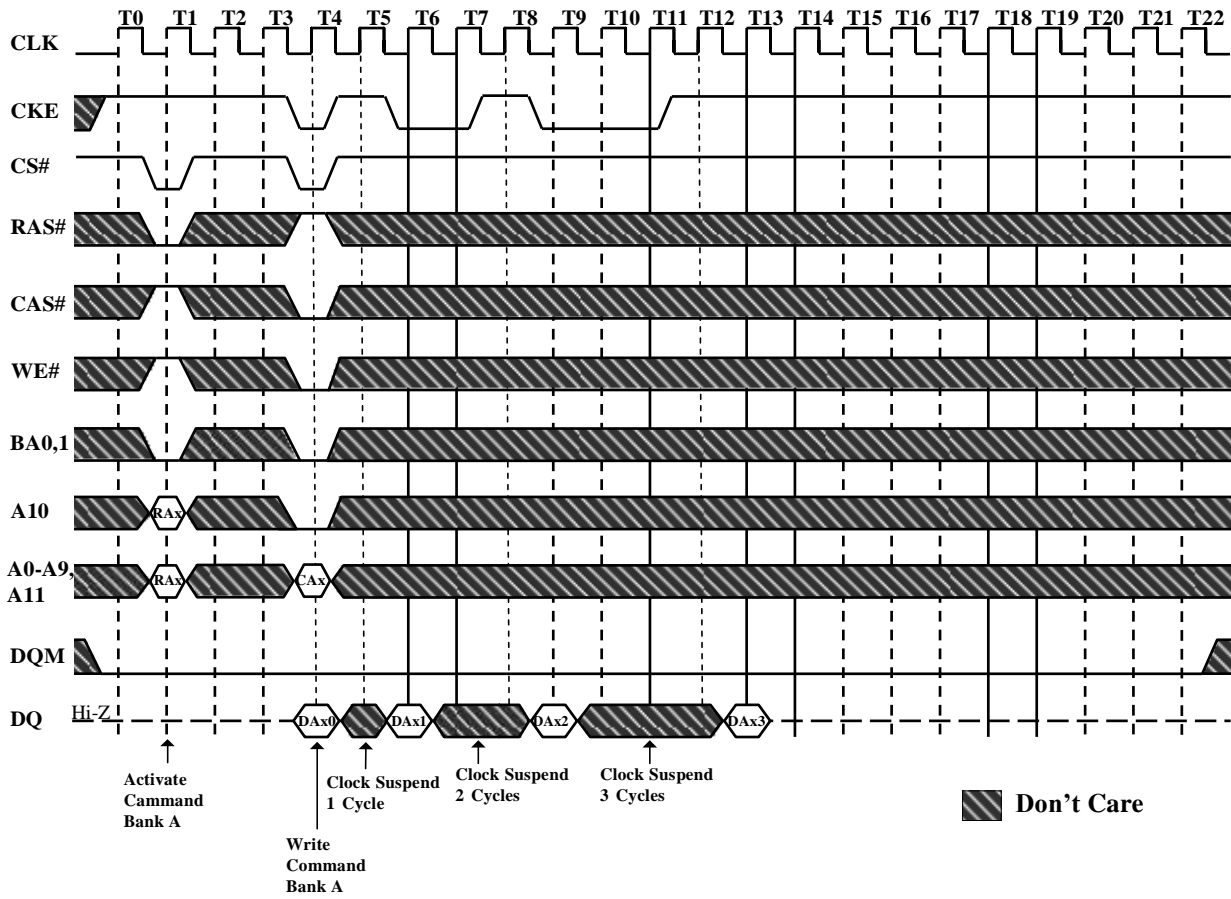 T0 T1 T2 T3 T4 T5 T6 T7 T8 T9 T10 T11 T12 T13 T14 T15 T16 T17 T18 T19 T20 T21 T22
CLK
CKE
CS#
RAS#
CAS#
WE#
BA0,1
A10
RAx
A0-A9,
A11
RAx CAx
DQM
DQ
Hi-Z
DAx0 DAx1 DAx2 DAx3
Activate
Cammand
Bank A
Write
Command
Bank A
Clock Suspend
1 Cycle
Clock Suspend
2 Cycles
Clock Suspend
3 Cycles
Don't Care